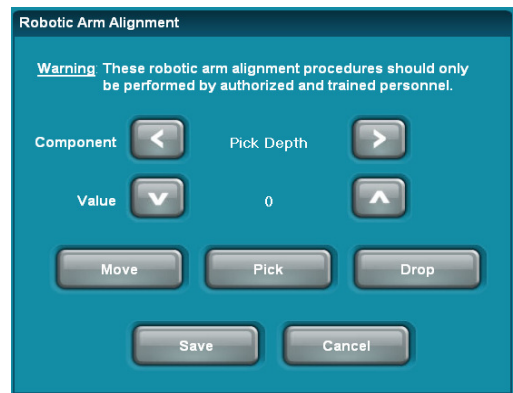 Robotic Arm Alignment
Warning: These robotic arm alignment procedures should only
be performed by authorized and trained personnel.
Component < Pick Depth >
Value v 0 ^
Move Pick Drop
Save Cancel